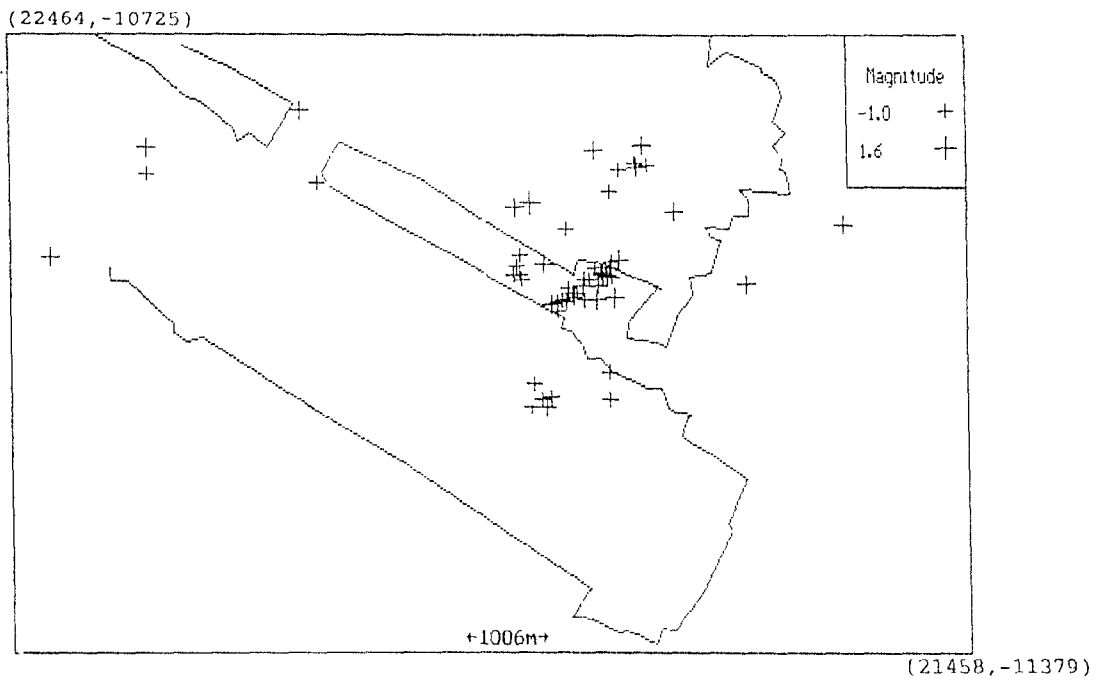 (22464,-10725)
Magnitude
-1.0 +
1.6 +
←1006m→
(21458,-11379)